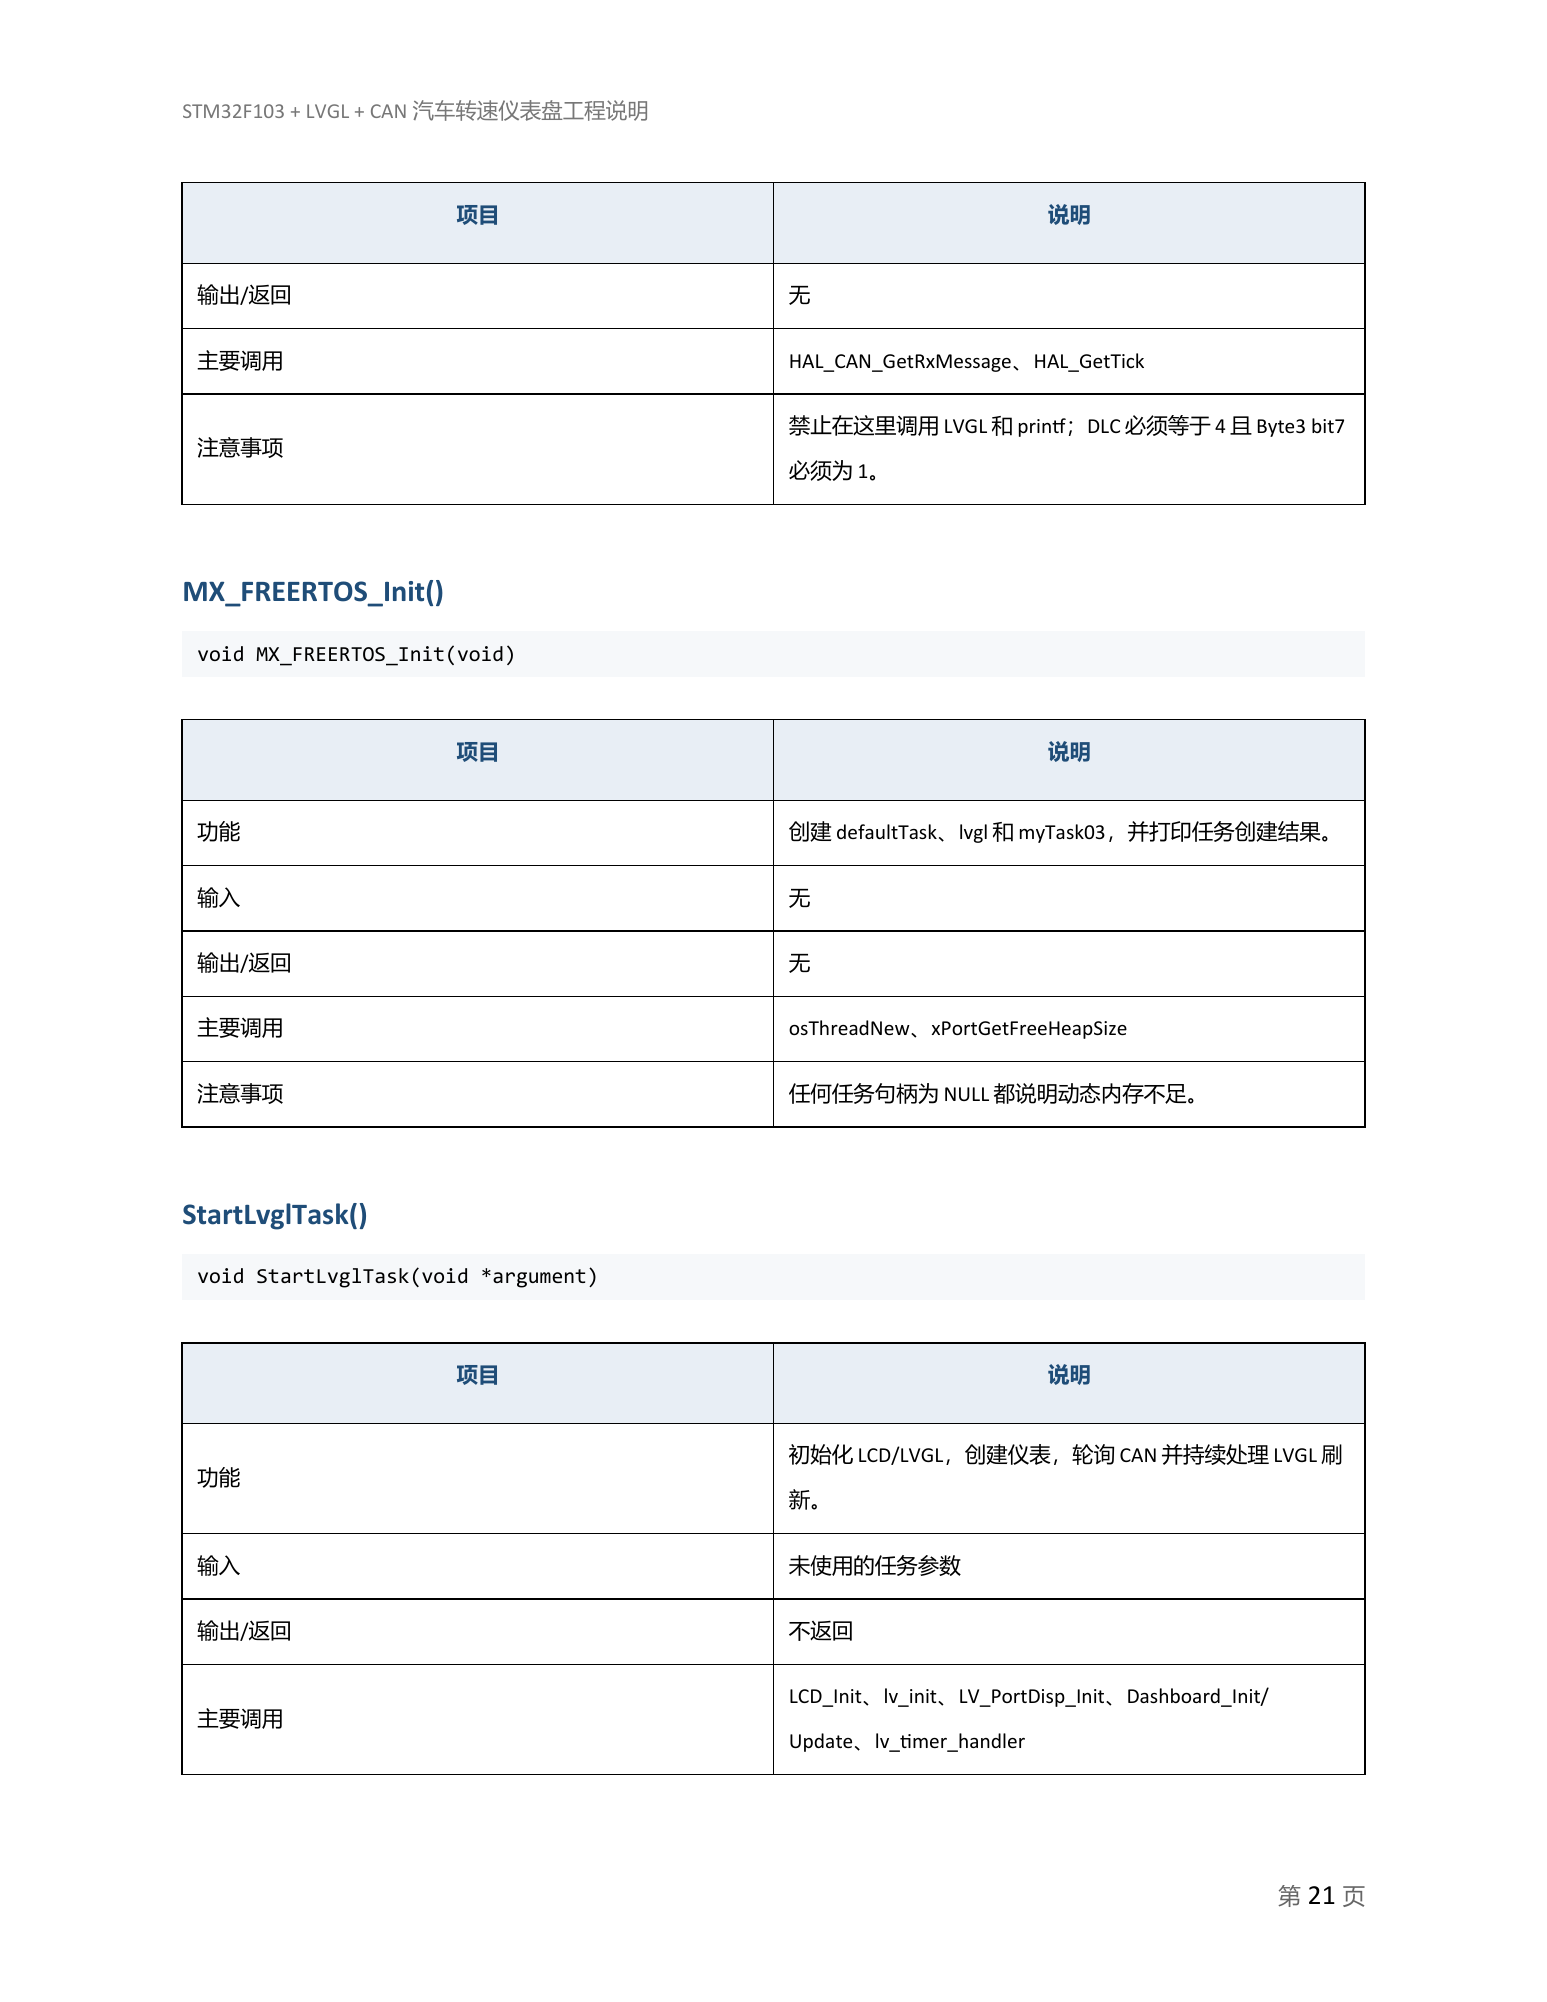 STM32F103 + LVGL + CAN 汽车转速仪表盘工程说明
项目 说明
输出/返回 无
主要调用 HAL_CAN_GetRxMessage、HAL_GetTick
注意事项 禁止在这里调用 LVGL 和 printf；DLC 必须等于 4 且 Byte3 bit7
必须为 1。
MX_FREERTOS_Init()
void MX_FREERTOS_Init(void)
项目 说明
功能 创建 defaultTask、lvgl 和 myTask03，并打印任务创建结果。
输入 无
输出/返回 无
主要调用 osThreadNew、xPortGetFreeHeapSize
注意事项 任何任务句柄为 NULL 都说明动态内存不足。
StartLvglTask()
void StartLvglTask(void *argument)
项目 说明
功能 初始化 LCD/LVGL，创建仪表，轮询 CAN 并持续处理 LVGL 刷
新。
输入 未使用的任务参数
输出/返回 不返回
主要调用 LCD_Init、lv_init、LV_PortDisp_Init、Dashboard_Init/
Update、lv_timer_handler
第 21 页